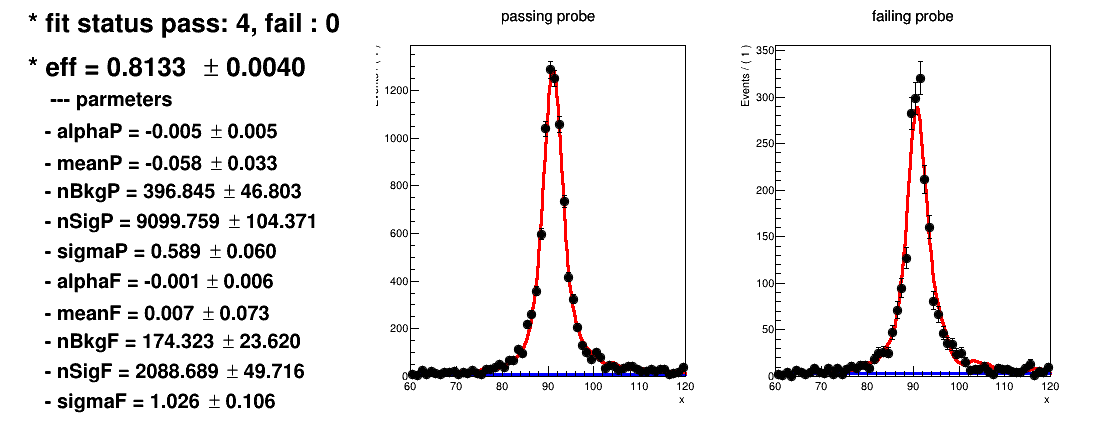 * fit status pass: 4, fail : 0
* eff = 0.8133 ± 0.0040
--- parmeters
- alphaP = -0.005 ± 0.005
- meanP = -0.058 ± 0.033
- nBkgP = 396.845 ± 46.803
- nSigP = 9099.759 ± 104.371
- sigmaP = 0.589 ± 0.060
- alphaF = -0.001 ± 0.006
- meanF = 0.007 ± 0.073
- nBkgF = 174.323 ± 23.620
- nSigF = 2088.689 ± 49.716
- sigmaF = 1.026 ± 0.106
passing probe
1200
1000
800
600
400
200
0
60 70 80 90 100 110 120
x
failing probe
Events / ( 1 )
350
300
250
200
150
100
50
0
60 70 80 90 100 110 120
x